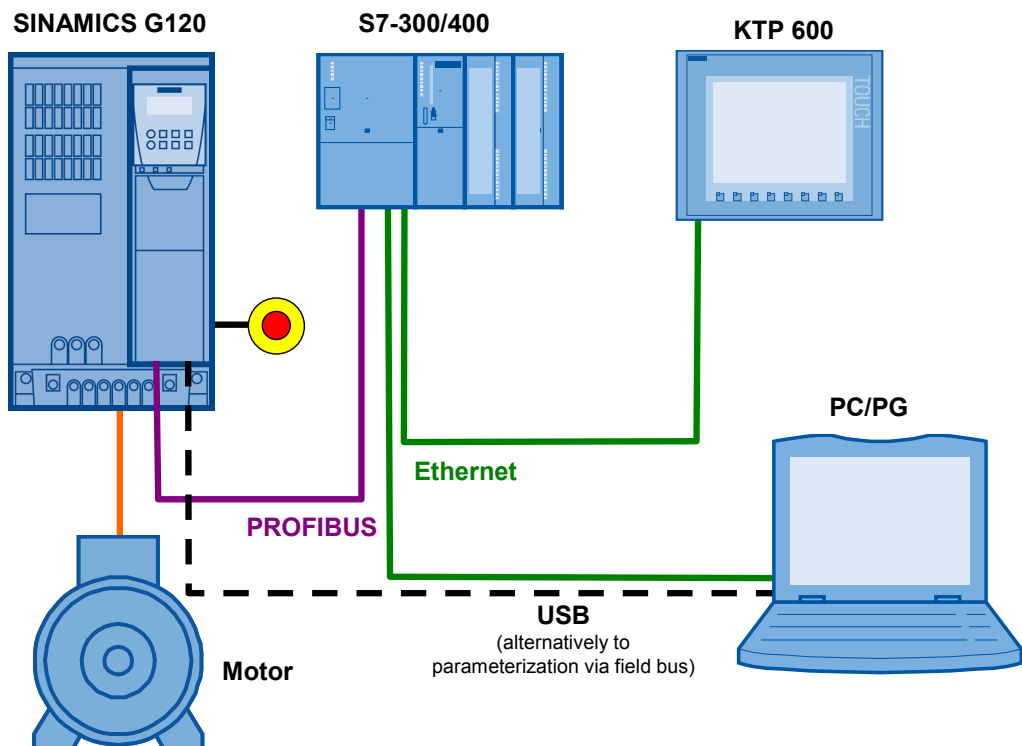 SINAMICS G120
S7-300/400
KTP 600
TOUCH
PC/PG
Ethernet
PROFIBUS
USB
(alternatively to
parameterization via field bus)
Motor